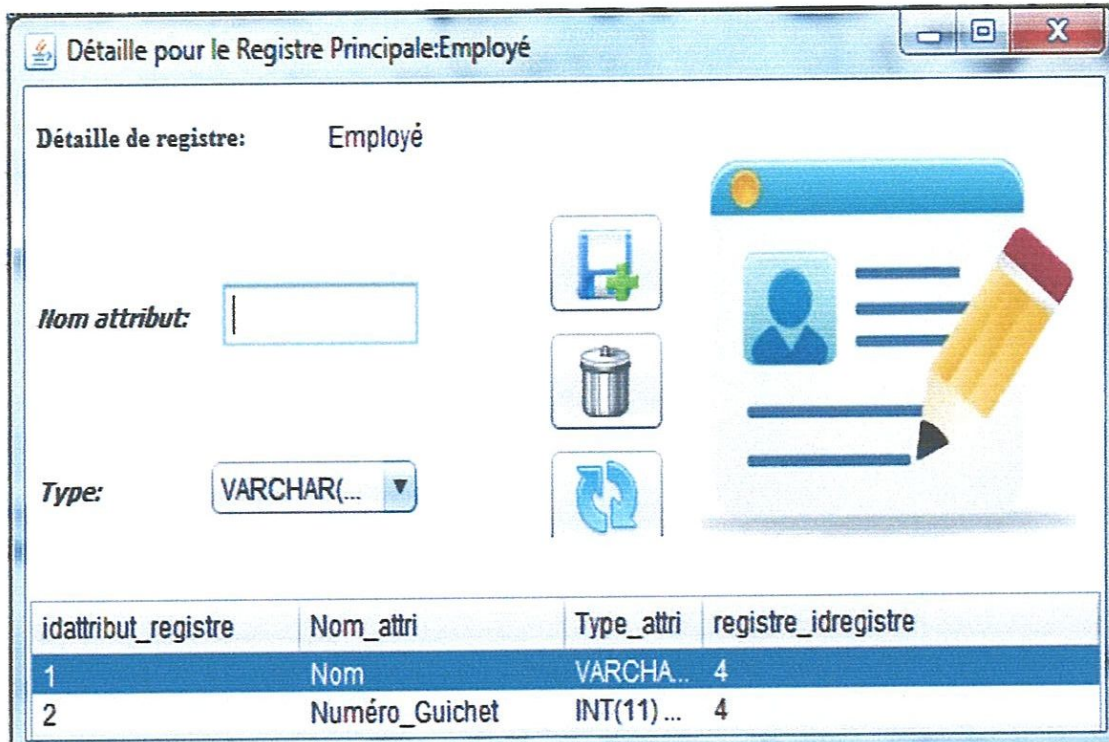 Détaille pour le Registre Principale:Employé
Détaille de registre: Employé
Nom attribut:
Type: VARCHAR(...
idattribut_registre Nom_attri Type_attri registre_idregistre
1 Nom VARCHA... 4
2 Numéro_Guichet INT(11) ... 4